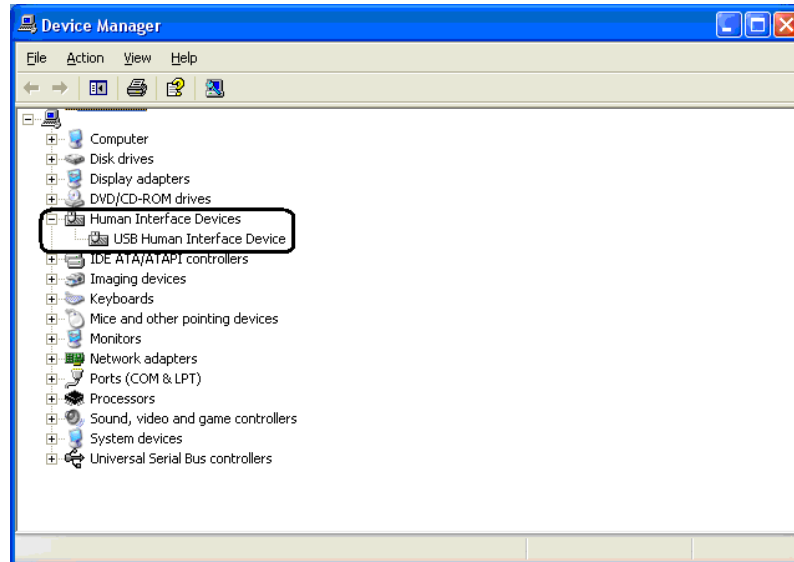 Device Manager
File Action View Help
Computer
Disk drives
Display adapters
DVD/CD-ROM drives
Human Interface Devices
USB Human Interface Device
IDE ATA/ATAPI controllers
Imaging devices
Keyboards
Mice and other pointing devices
Monitors
Network adapters
Ports (COM & LPT)
Processors
Sound, video and game controllers
System devices
Universal Serial Bus controllers